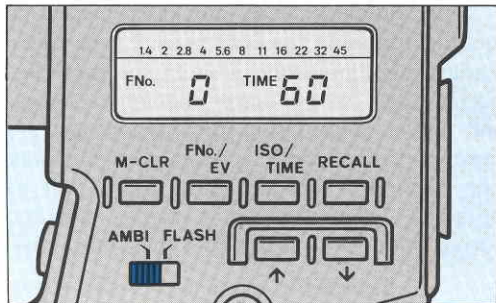 1.4 2 2.8 4 5.6 8 11 16 22 32 45
FNo. 0 TIME 60
M-CLR FNo./EV ISO/TIME RECALL
AMBI FLASH
↑ ↓